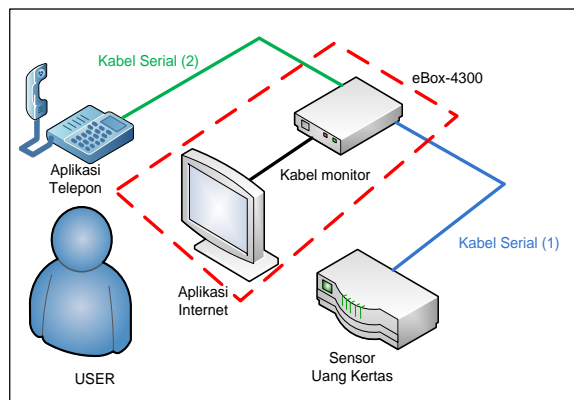 Kabel Serial (2)
eBox-4300
Aplikasi
Telepon
Kabel monitor
Kabel Serial (1)
Aplikasi
Internet
Sensor
Uang Kertas
USER